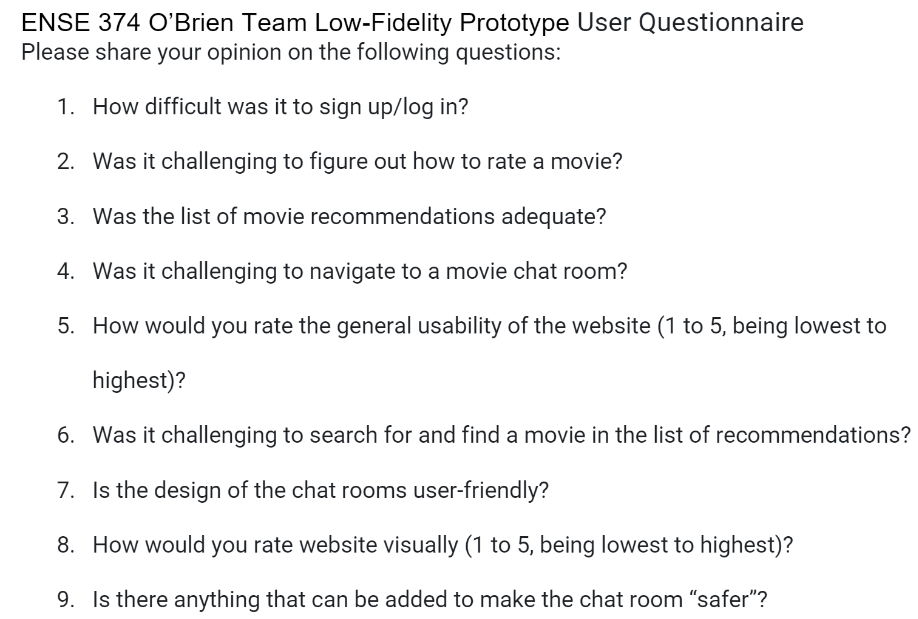 ENSE 374 O’Brien Team Low-Fidelity Prototype User Questionnaire
Please share your opinion on the following questions:
1. How difficult was it to sign up/log in?
2. Was it challenging to figure out how to rate a movie?
3. Was the list of movie recommendations adequate?
4. Was it challenging to navigate to a movie chat room?
5. How would you rate the general usability of the website (1 to 5, being lowest to
highest)?
6. Was it challenging to search for and find a movie in the list of recommendations?
7. Is the design of the chat rooms user-friendly?
8. How would you rate website visually (1 to 5, being lowest to highest)?
9. Is there anything that can be added to make the chat room “safer”?